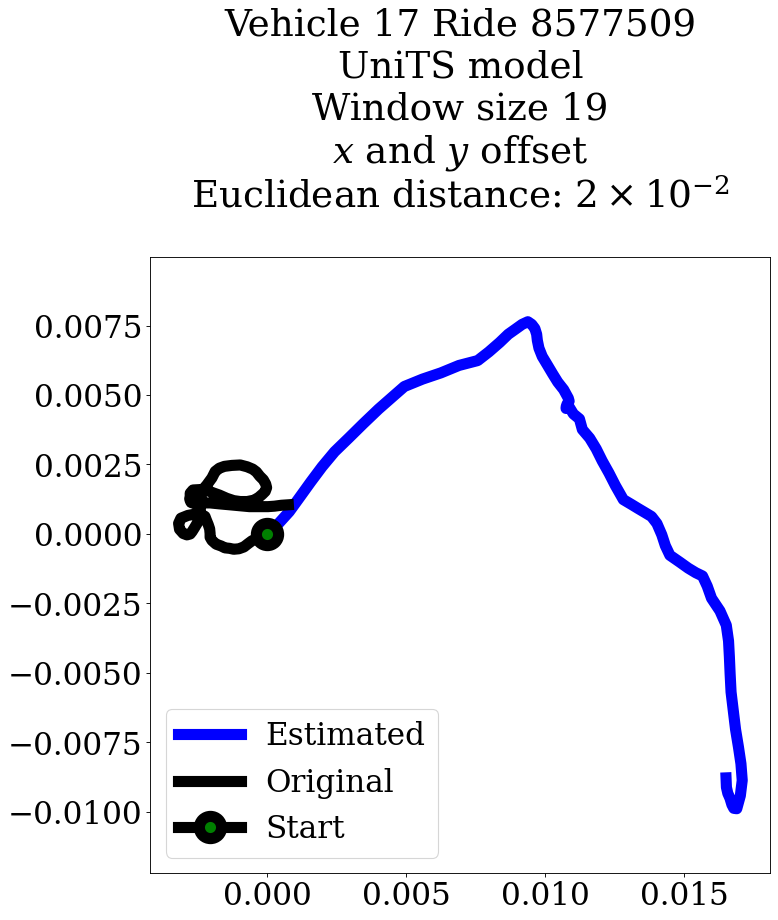 Vehicle 17 Ride 8577509
UniTS model
Window size 19
x and y offset
Euclidean distance: 2 × 10⁻²
0.0075
0.0050
0.0025
0.0000
−0.0025
−0.0050
−0.0075
−0.0100
Estimated
Original
Start
0.000 0.005 0.010 0.015